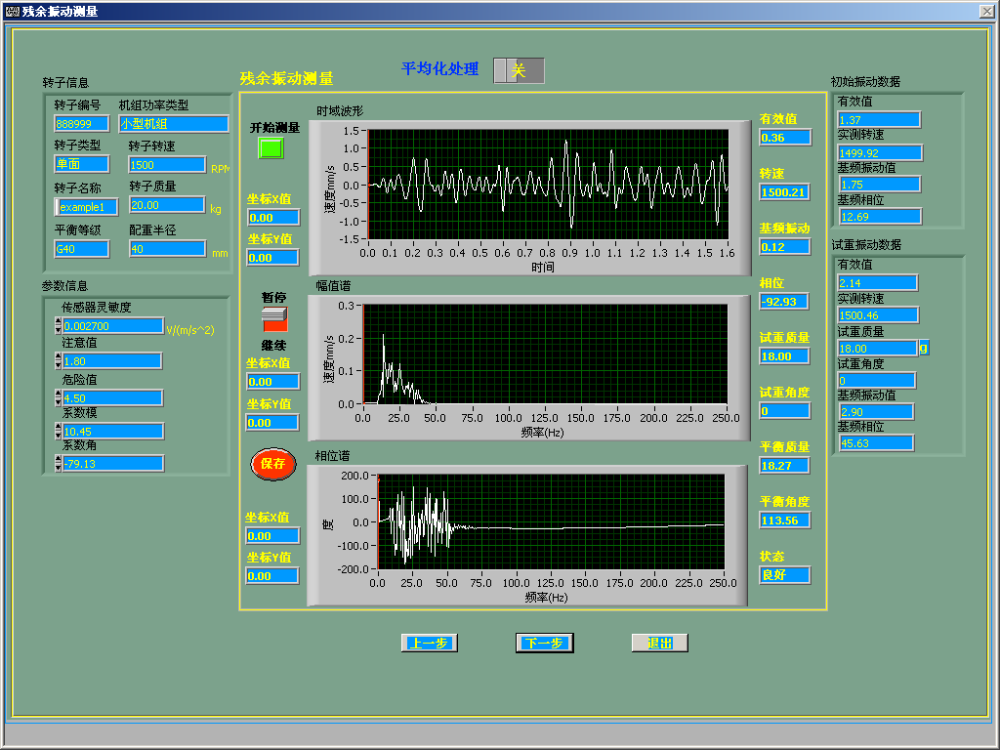 残余振动测量
平均化处理
关
转子信息
转子编号
机组功率类型
888999
小型机组
转子类型
转子转速
单面
1500
RPM
转子名称
转子质量
example1
20.00
kg
平衡等级
配重半径
G40
40
mm
参数信息
传感器灵敏度
0.002700
V/(m/s^2)
注意值
1.80
危险值
4.50
系数模
10.45
系数角
-79.13
残余振动测量
开始测量
坐标X值
0.00
坐标Y值
0.00
时域波形
速度mm/s
1.5
1.0
0.5
0.0
-0.5
-1.0
-1.5
0.0 0.1 0.2 0.3 0.4 0.5 0.6 0.7 0.8 0.9 1.0 1.1 1.2 1.3 1.4 1.5 1.6
时间
暂停
继续
坐标X值
0.00
坐标Y值
0.00
幅值谱
速度mm/s
0.3
0.2
0.1
0.0
0.0 25.0 50.0 75.0 100.0 125.0 150.0 175.0 200.0 225.0 250.0
频率(Hz)
保存
坐标X值
0.00
坐标Y值
0.00
相位谱
度
200.0
100.0
0.0
-100.0
-200.0
0.0 25.0 50.0 75.0 100.0 125.0 150.0 175.0 200.0 225.0 250.0
频率(Hz)
有效值
0.36
转速
1500.21
基频振动
0.12
相位
-92.93
试重质量
18.00
试重角度
0
平衡质量
18.27
平衡角度
113.56
状态
良好
初始振动数据
有效值
1.37
实测转速
1499.92
基频振动值
1.75
基频相位
12.69
试重振动数据
有效值
2.14
实测转速
1500.46
试重质量
18.00
g
试重角度
0
基频振动值
2.90
基频相位
45.63
上一步
下一步
退出